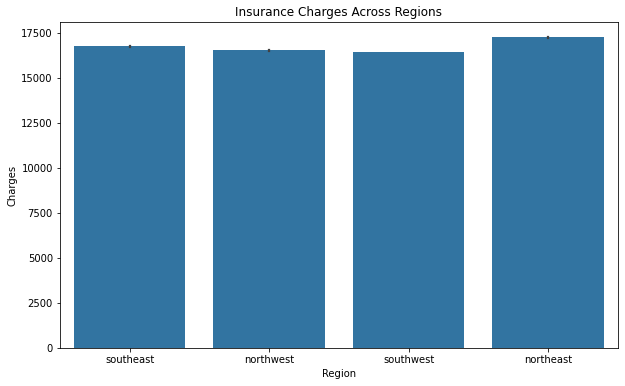 Insurance Charges Across Regions
17500
15000
12500
10000
7500
5000
2500
0
Charges
southeast northwest southwest northeast
Region